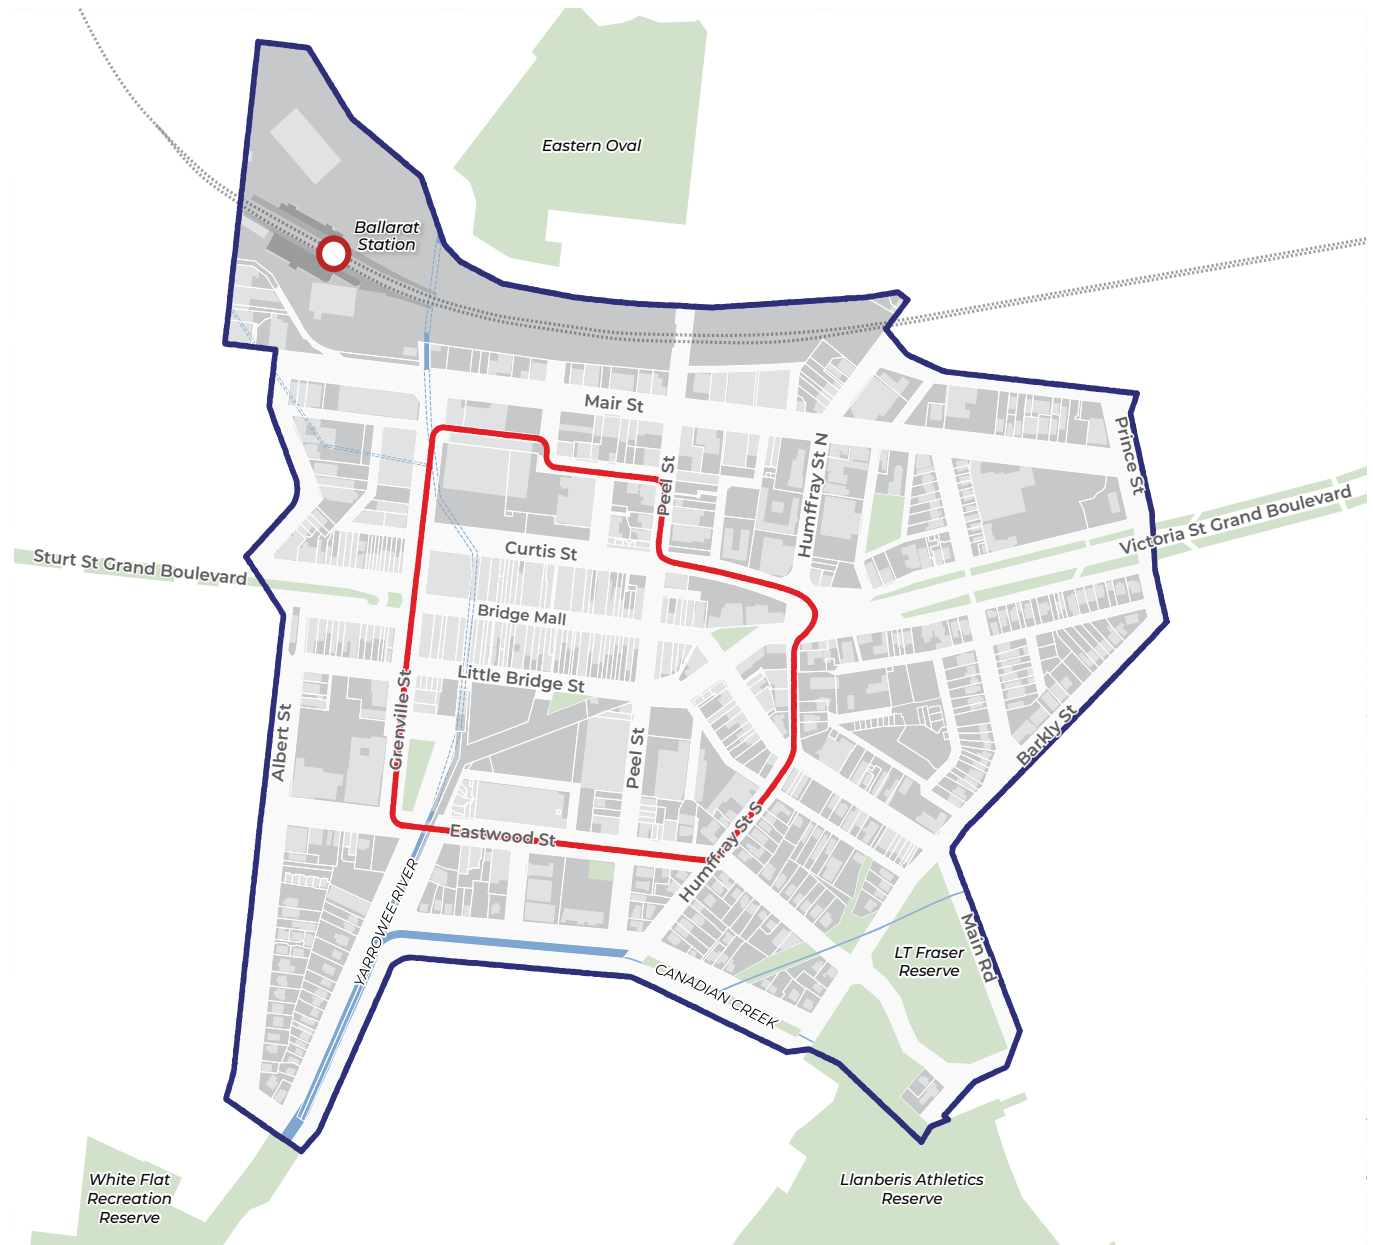 Eastern Oval
Ballarat
Station
Mair St
Prince St
Peel St
Humffray St N
Victoria St Grand Boulevard
Curtis St
Sturt St Grand Boulevard
Bridge Mall
Little Bridge St
Grenville St
Albert St
Peel St
Barkly St
Eastwood St
Humffray St S
YARROWEE RIVER
LT Fraser
Reserve
Main Rd
CANADIAN CREEK
White Flat
Recreation
Reserve
Llanberis Athletics
Reserve